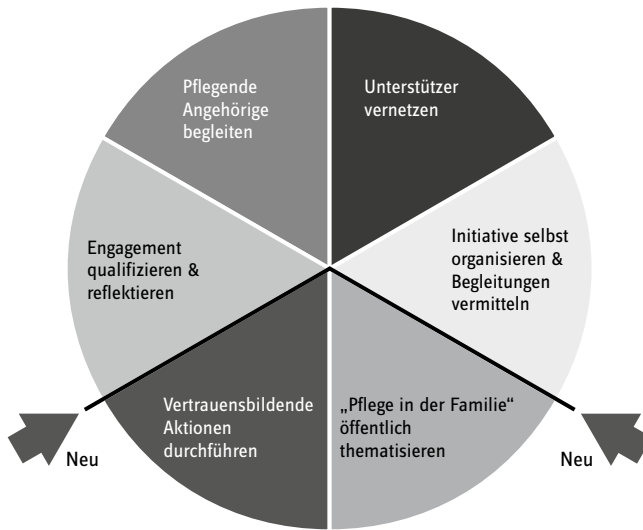 Pflegende
Angehörige
begleiten
Unterstützer
vernetzen
Engagement
qualifizieren &
reflektieren
Initiative selbst
organisieren &
Begleitungen
vermitteln
Vertrauensbildende
Aktionen
durchführen
„Pflege in der Familie“
öffentlich
thematisieren
Neu
Neu